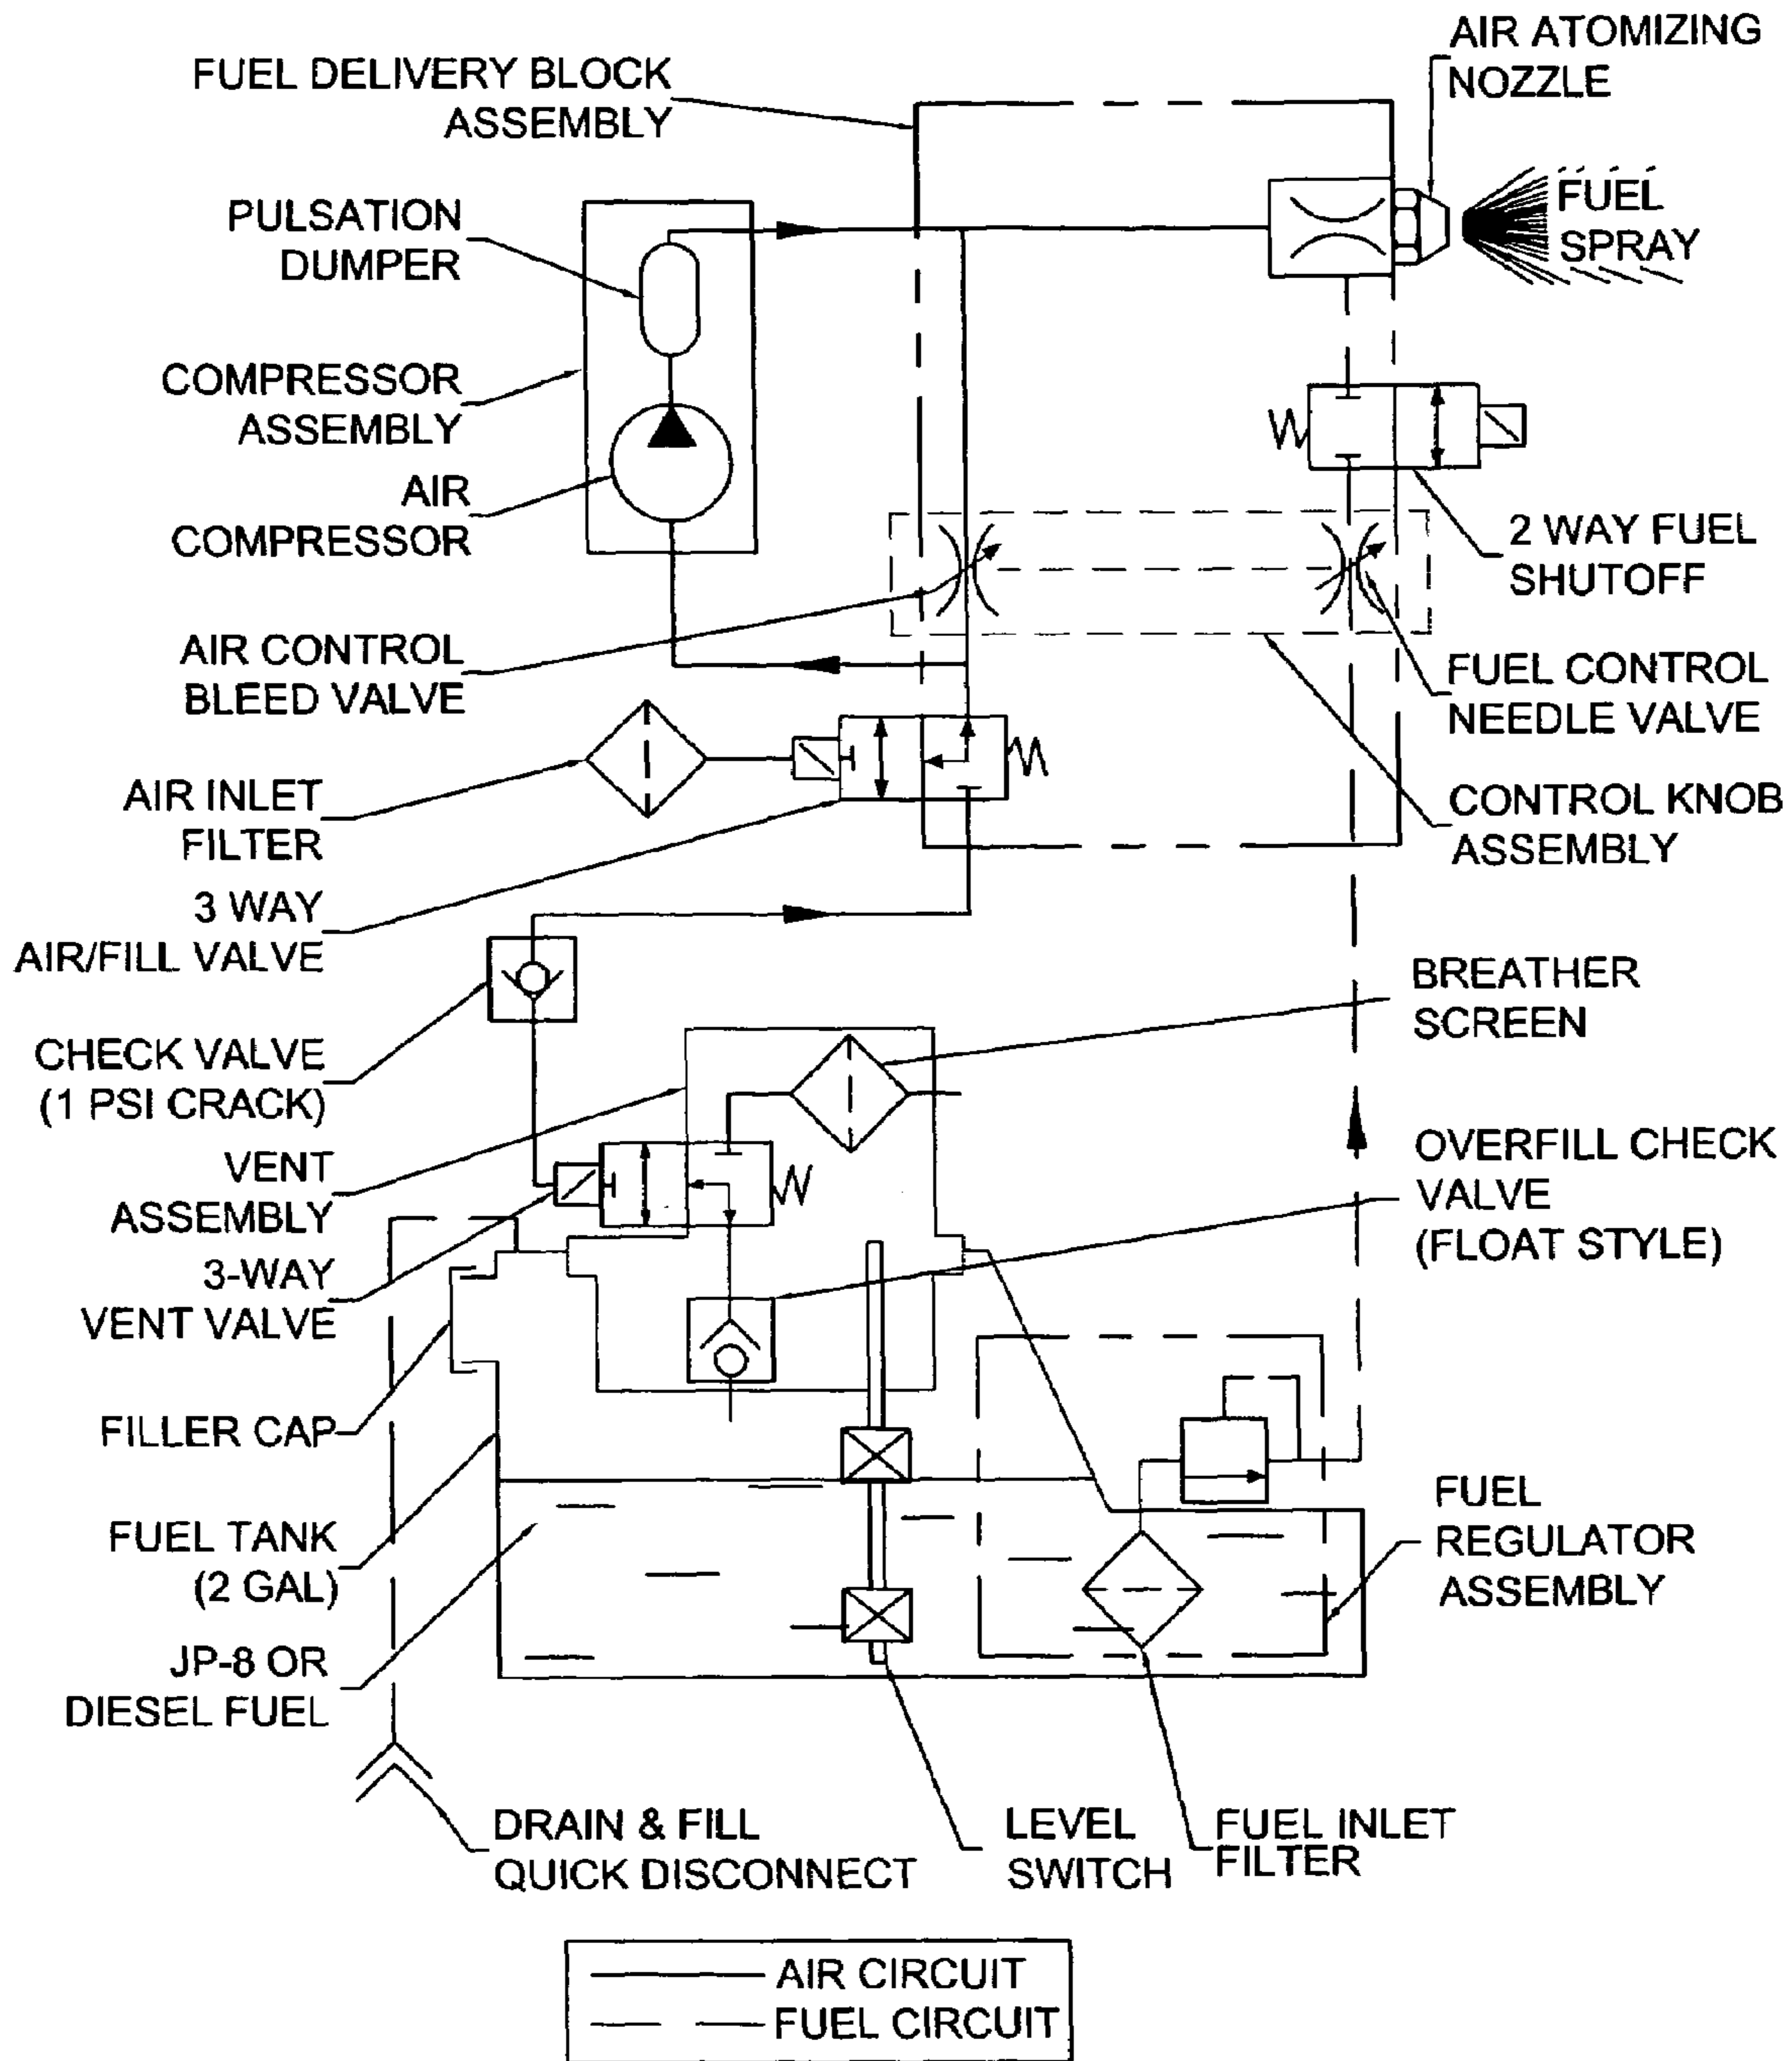 AIR ATOMIZING
NOZZLE
FUEL DELIVERY BLOCK
ASSEMBLY
FUEL
SPRAY
PULSATION
DUMPER
COMPRESSOR
ASSEMBLY
AIR
COMPRESSOR
2 WAY FUEL
SHUTOFF
AIR CONTROL
BLEED VALVE
FUEL CONTROL
NEEDLE VALVE
AIR INLET
FILTER
CONTROL KNOB
ASSEMBLY
3 WAY
AIR/FILL VALVE
BREATHER
SCREEN
CHECK VALVE
(1 PSI CRACK)
VENT
ASSEMBLY
OVERFILL CHECK
VALVE
(FLOAT STYLE)
3-WAY
VENT VALVE
FILLER CAP
FUEL TANK
(2 GAL)
FUEL
REGULATOR
ASSEMBLY
JP-8 OR
DIESEL FUEL
DRAIN & FILL
QUICK DISCONNECT
LEVEL
SWITCH
FUEL INLET
FILTER
AIR CIRCUIT
FUEL CIRCUIT